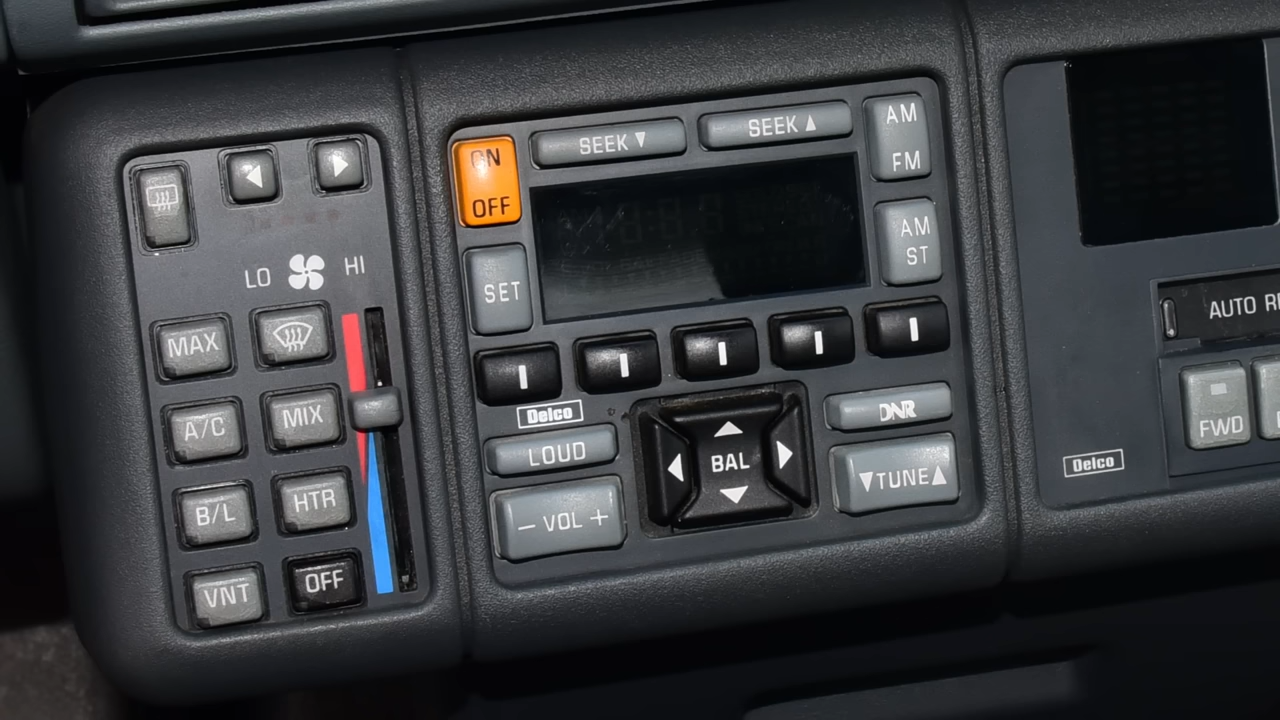 LO HI
MAX
A/C
MIX
B/L
HTR
VNT
OFF
ON
OFF
SEEK ▼
SEEK ▲
AM
FM
SET
AM
ST
Delco
LOUD
− VOL +
BAL
DNR
▼TUNE▲
AUTO
FWD
Delco